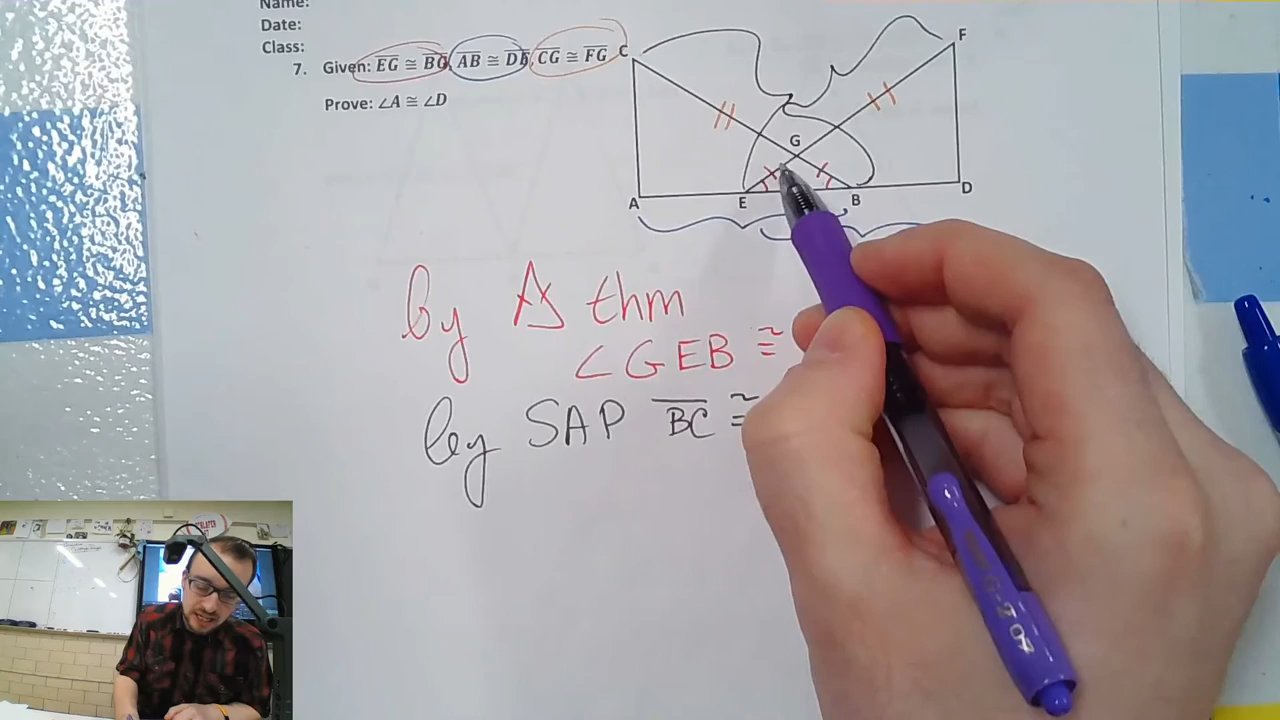 Name:
Date:
Class:
7. Given: EG ≅ BG, AB ≅ DE CG ≅ FG
Prove: ∠A ≅ ∠D
C
F
G
A
E
B
D
by Δ thm
∠GEB ≅
by SAP BC ≅